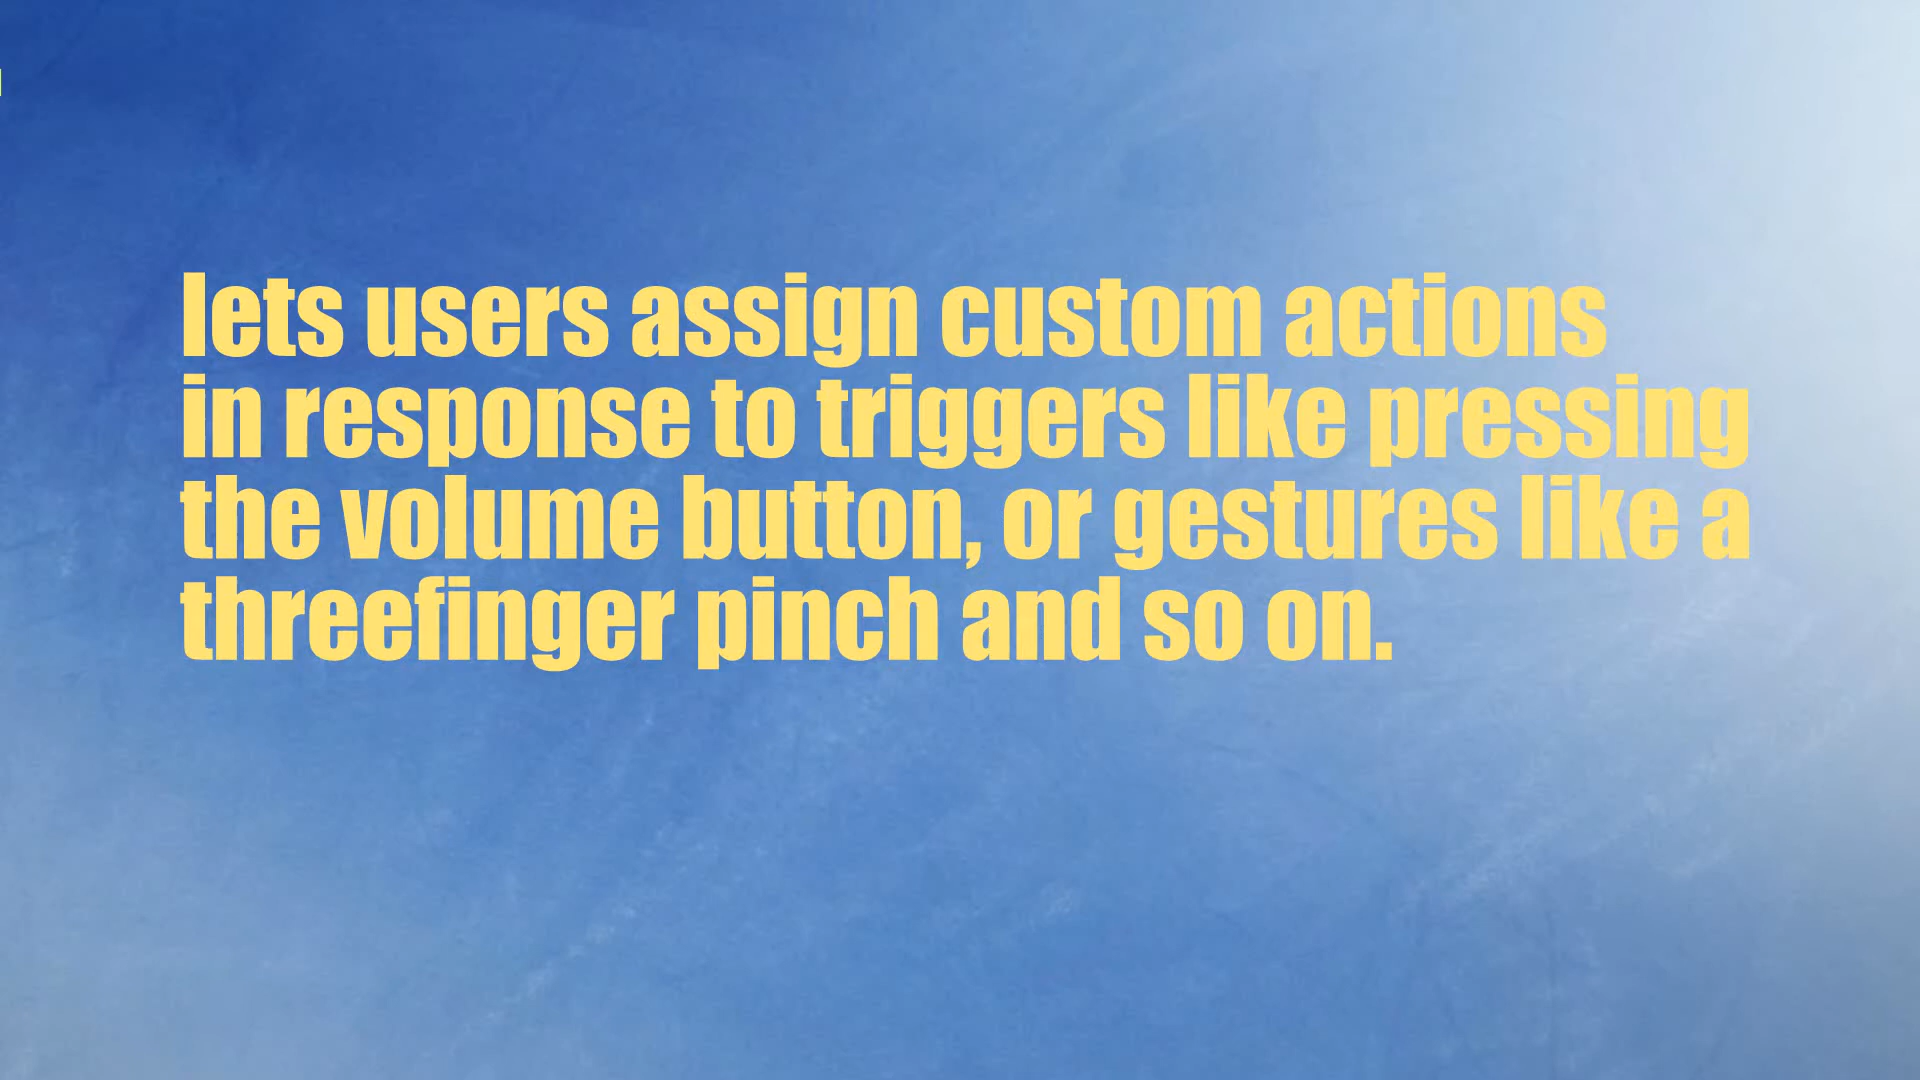 lets users assign custom actions
in response to triggers like pressing
the volume button, or gestures like a
threefinger pinch and so on.